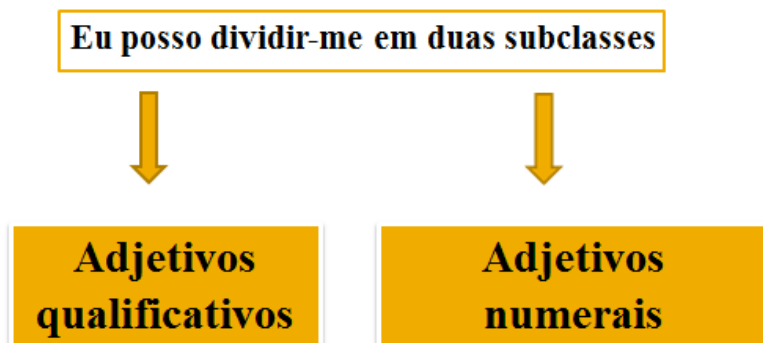 Eu posso dividir-me em duas subclasses
Adjetivos
qualificativos
Adjetivos
numerais